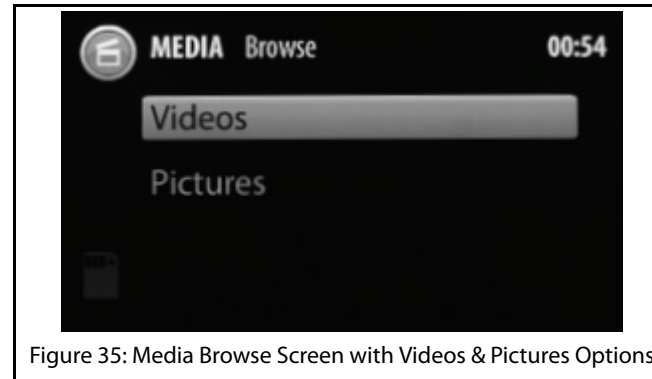 MEDIA Browse 00:54
Videos
Pictures
Figure 35: Media Browse Screen with Videos & Pictures Options